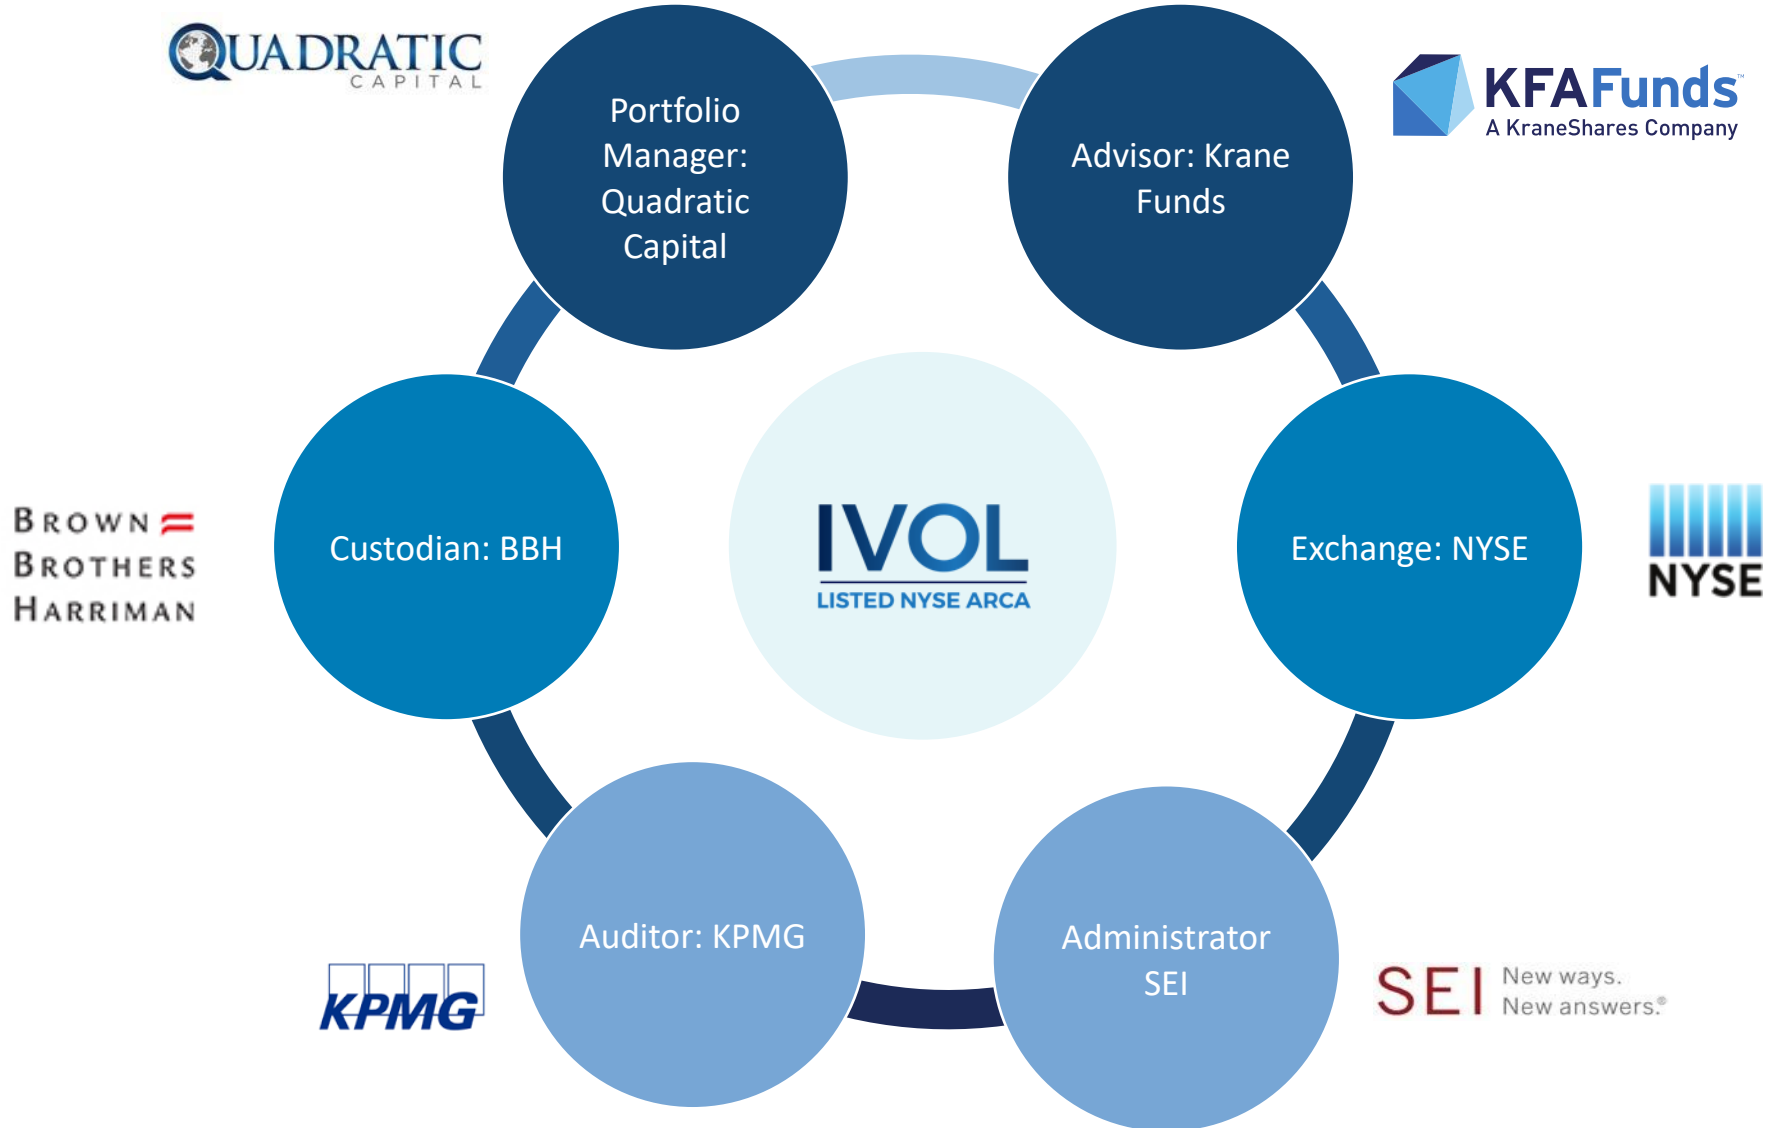 QUADRATIC
CAPITAL
Portfolio
Manager:
Quadratic
Capital
Advisor: Krane
Funds
KFAFunds™
A KraneShares Company
BROWN
BROTHERS
HARRIMAN
Custodian: BBH
IVOL
LISTED NYSE ARCA
Exchange: NYSE
NYSE
KPMG
Auditor: KPMG
Administrator
SEI
SEI
New ways.
New answers.®